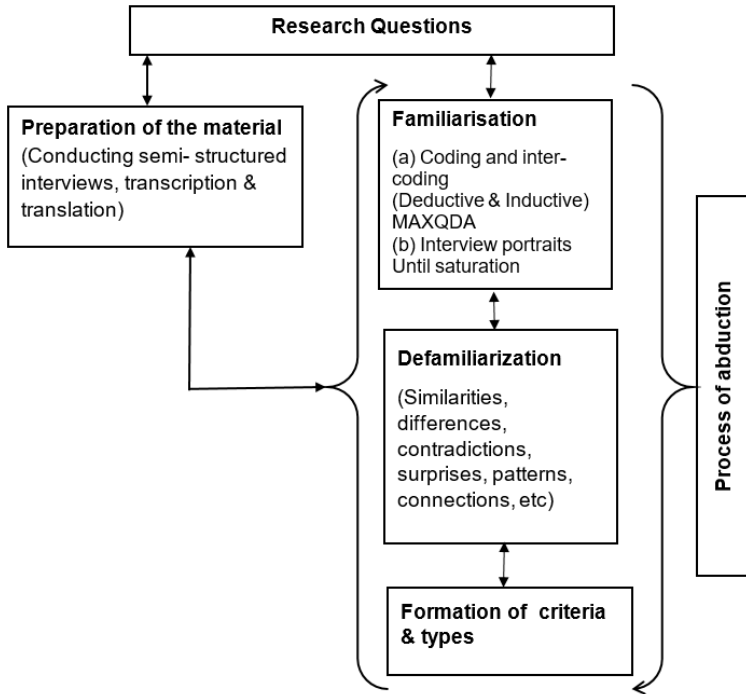 Research Questions
Preparation of the material
(Conducting semi- structured
interviews, transcription &
translation)
Familiarisation
(a) Coding and inter-
coding
(Deductive & Inductive)
MAXQDA
(b) Interview portraits
Until saturation
Defamiliarization
(Similarities,
differences,
contradictions,
surprises, patterns,
connections, etc)
Formation of criteria
& types
Process of abduction